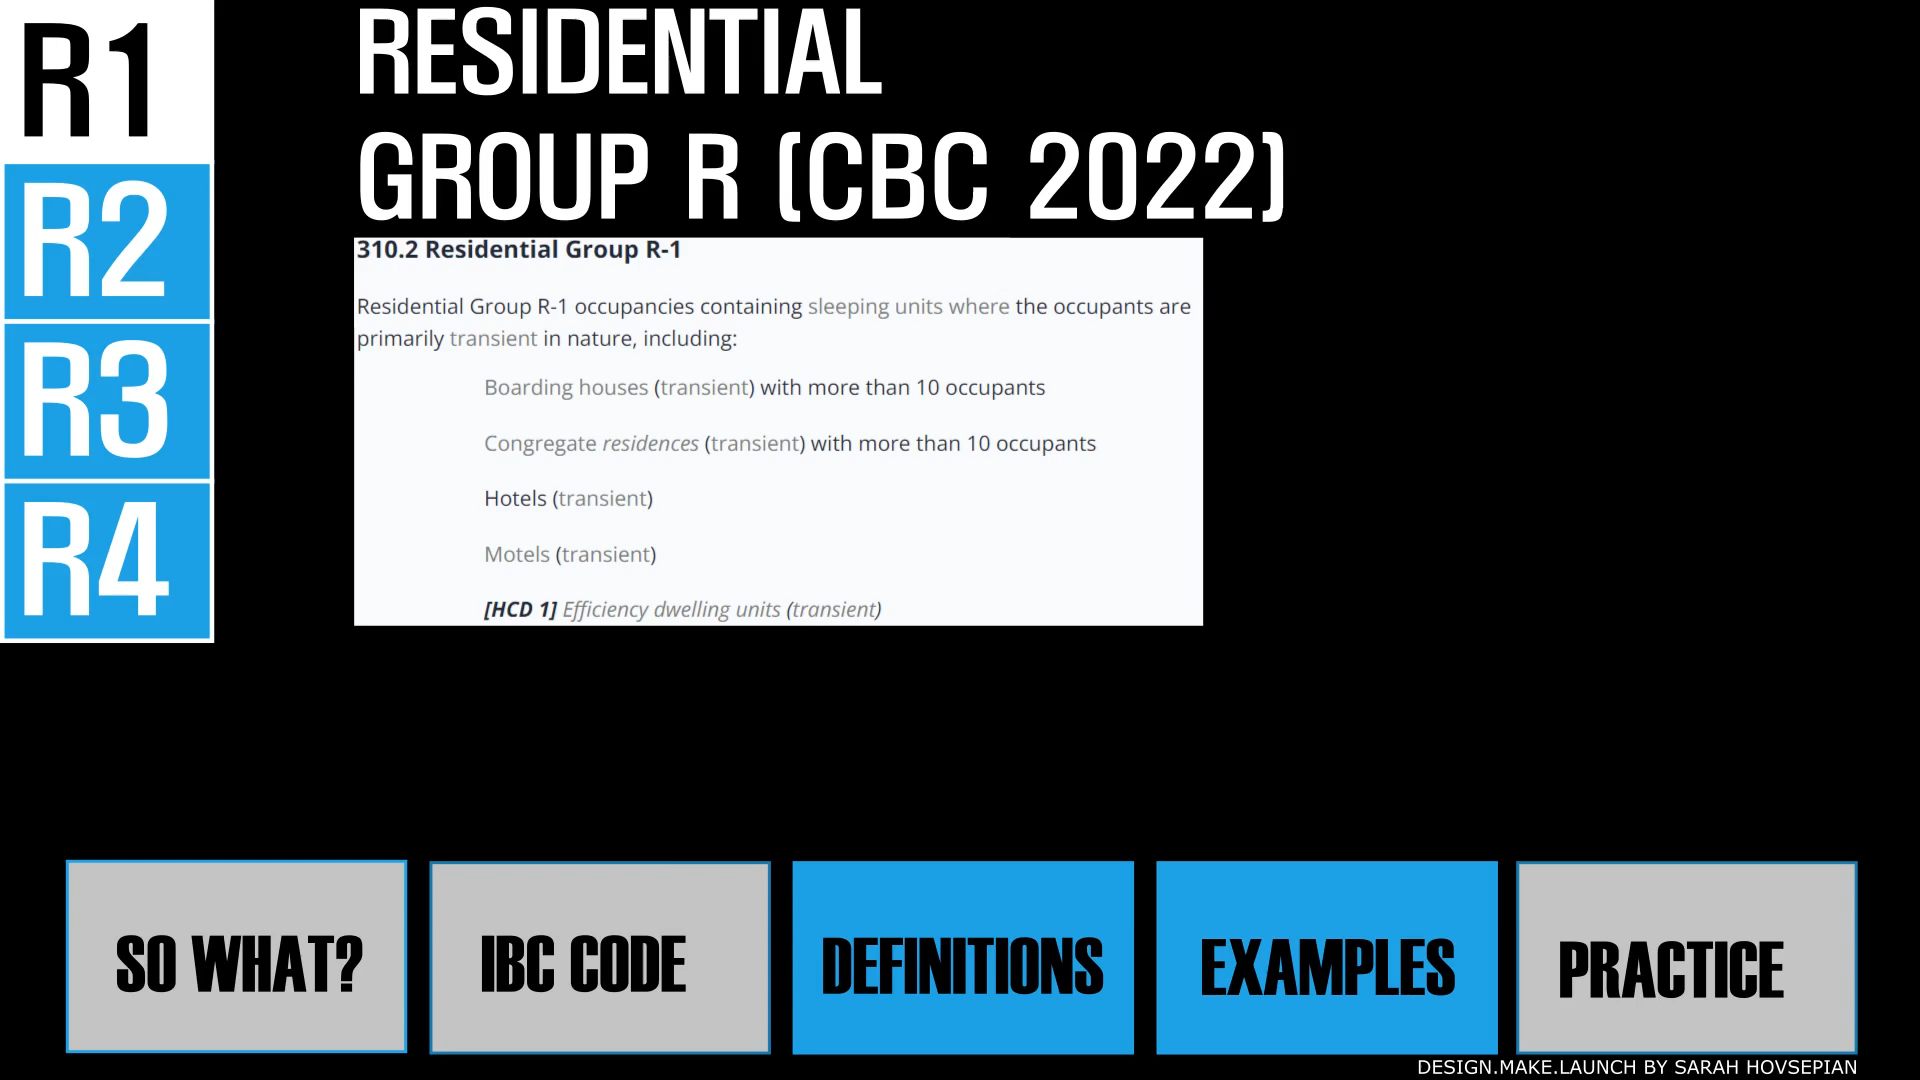 R1
R2
R3
R4
RESIDENTIAL
GROUP R (CBC 2022)
310.2 Residential Group R-1
Residential Group R-1 occupancies containing sleeping units where the occupants are
primarily transient in nature, including:
Boarding houses (transient) with more than 10 occupants
Congregate residences (transient) with more than 10 occupants
Hotels (transient)
Motels (transient)
[HCD 1] Efficiency dwelling units (transient)
SO WHAT?
IBC CODE
DEFINITIONS
EXAMPLES
PRACTICE
DESIGN.MAKE.LAUNCH BY SARAH HOVSEPIAN